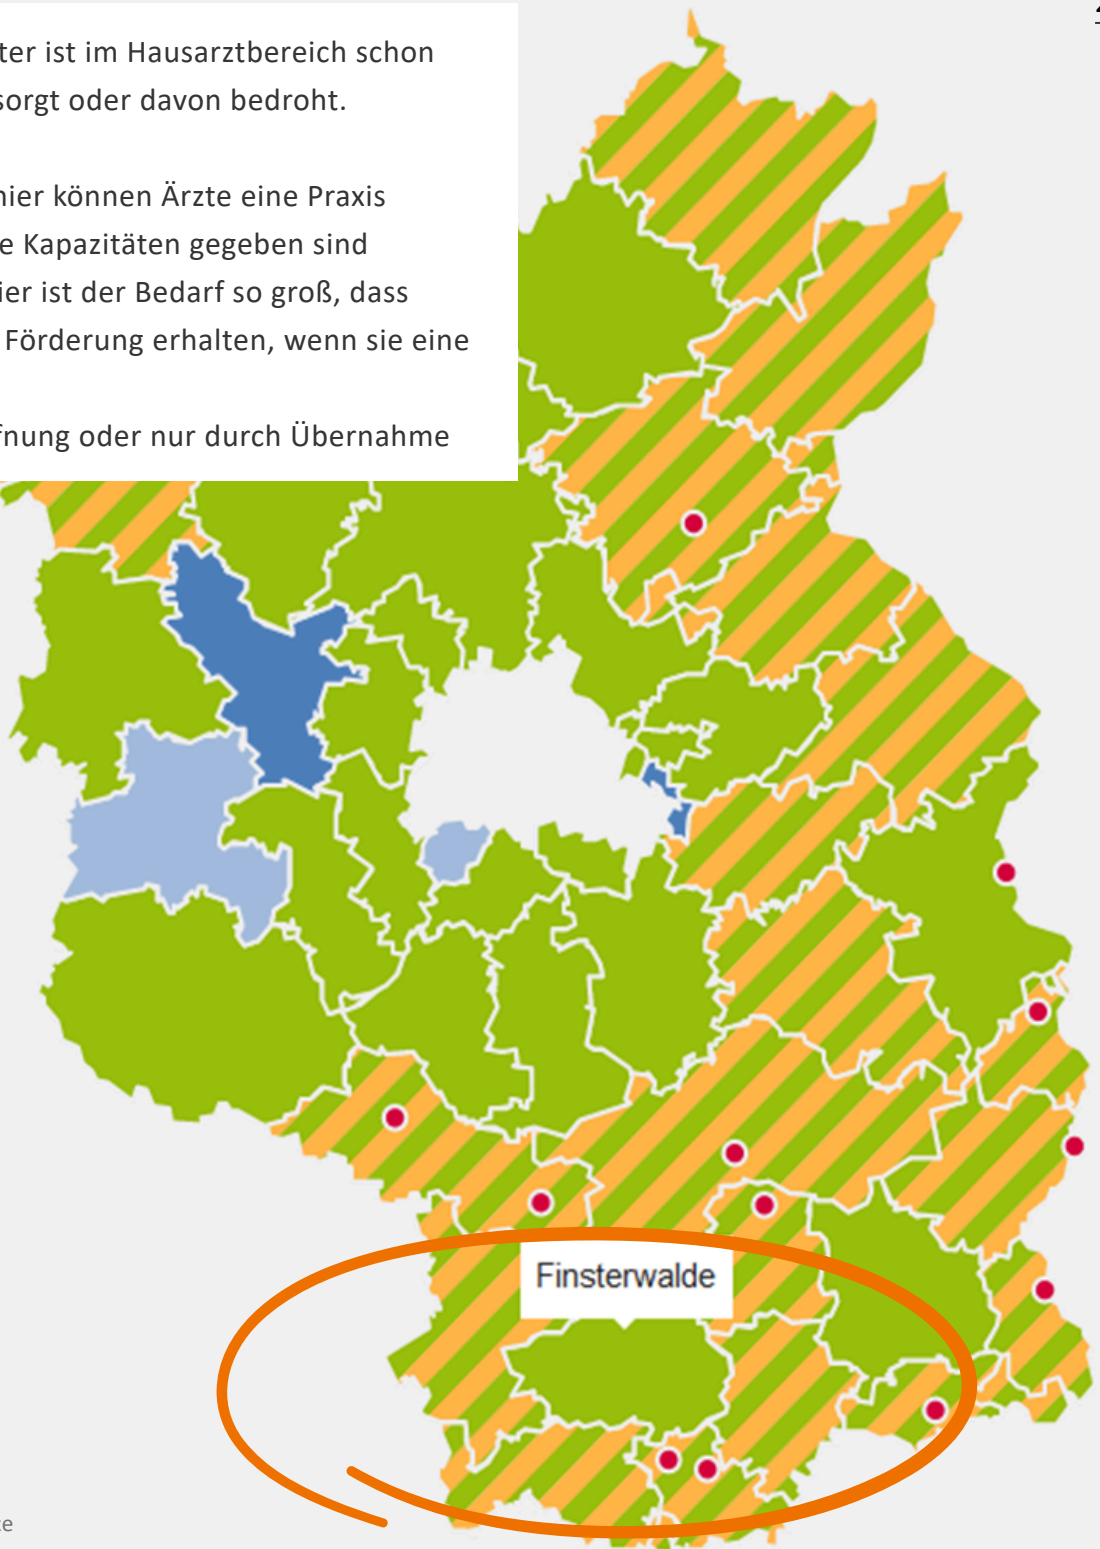 ter ist im Hausarztbereich schon
sorgt oder davon bedroht.
hier können Ärzte eine Praxis
e Kapazitäten gegeben sind
ier ist der Bedarf so groß, dass
Förderung erhalten, wenn sie eine
fnung oder nur durch Übernahme
Finsterwalde